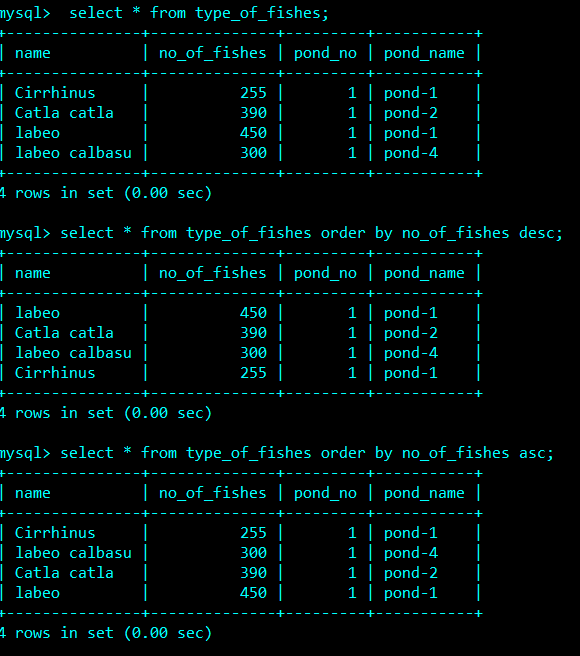 mysql>  select * from type_of_fishes;
+---------------+--------------+---------+-----------+
| name          | no_of_fishes | pond_no | pond_name |
+---------------+--------------+---------+-----------+
| Cirrhinus     |          255 |       1 | pond-1    |
| Catla catla   |          390 |       1 | pond-2    |
| labeo         |          450 |       1 | pond-1    |
| labeo calbasu |          300 |       1 | pond-4    |
+---------------+--------------+---------+-----------+
4 rows in set (0.00 sec)
mysql> select * from type_of_fishes order by no_of_fishes desc;
+---------------+--------------+---------+-----------+
| name          | no_of_fishes | pond_no | pond_name |
+---------------+--------------+---------+-----------+
| labeo         |          450 |       1 | pond-1    |
| Catla catla   |          390 |       1 | pond-2    |
| labeo calbasu |          300 |       1 | pond-4    |
| Cirrhinus     |          255 |       1 | pond-1    |
+---------------+--------------+---------+-----------+
4 rows in set (0.00 sec)
mysql> select * from type_of_fishes order by no_of_fishes asc;
+---------------+--------------+---------+-----------+
| name          | no_of_fishes | pond_no | pond_name |
+---------------+--------------+---------+-----------+
| Cirrhinus     |          255 |       1 | pond-1    |
| labeo calbasu |          300 |       1 | pond-4    |
| Catla catla   |          390 |       1 | pond-2    |
| labeo         |          450 |       1 | pond-1    |
+---------------+--------------+---------+-----------+
4 rows in set (0.00 sec)